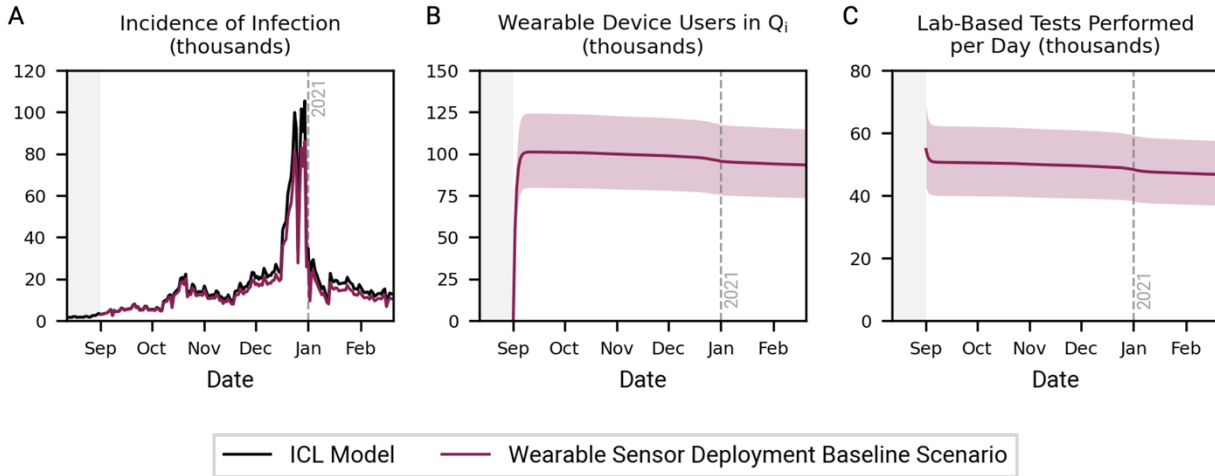 A
Incidence of Infection
(thousands)
120
100
80
60
40
20
0
2021
Sep Oct Nov Dec Jan Feb
Date
B
Wearable Device Users in Qi
(thousands)
150
125
100
75
50
25
0
2021
Sep Oct Nov Dec Jan Feb
Date
C
Lab-Based Tests Performed
per Day (thousands)
80
60
40
20
0
2021
Sep Oct Nov Dec Jan Feb
Date
ICL Model
Wearable Sensor Deployment Baseline Scenario